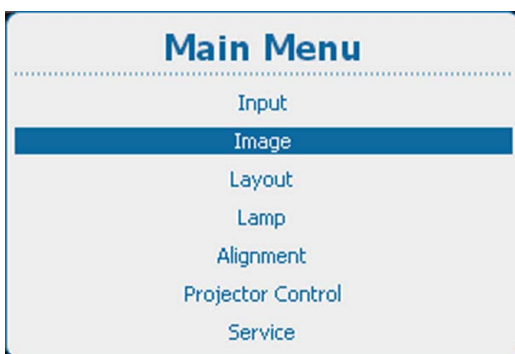 Main Menu
Input
Image
Layout
Lamp
Alignment
Projector Control
Service